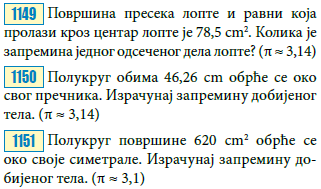 1149 Површина пресека лопте и равни која
пролази кроз центар лопте је 78,5 cm². Колика је
запремина једног одсеченог дела лопте? (π ≈ 3,14)
1150 Полукруг обима 46,26 cm обрће се око
свог пречника. Израчунај запремину добијеног
тела. (π ≈ 3,14)
1151 Полукруг површине 620 cm² обрће се
око своје симетрале. Израчунај запремину до-
бијеног тела. (π ≈ 3,1)